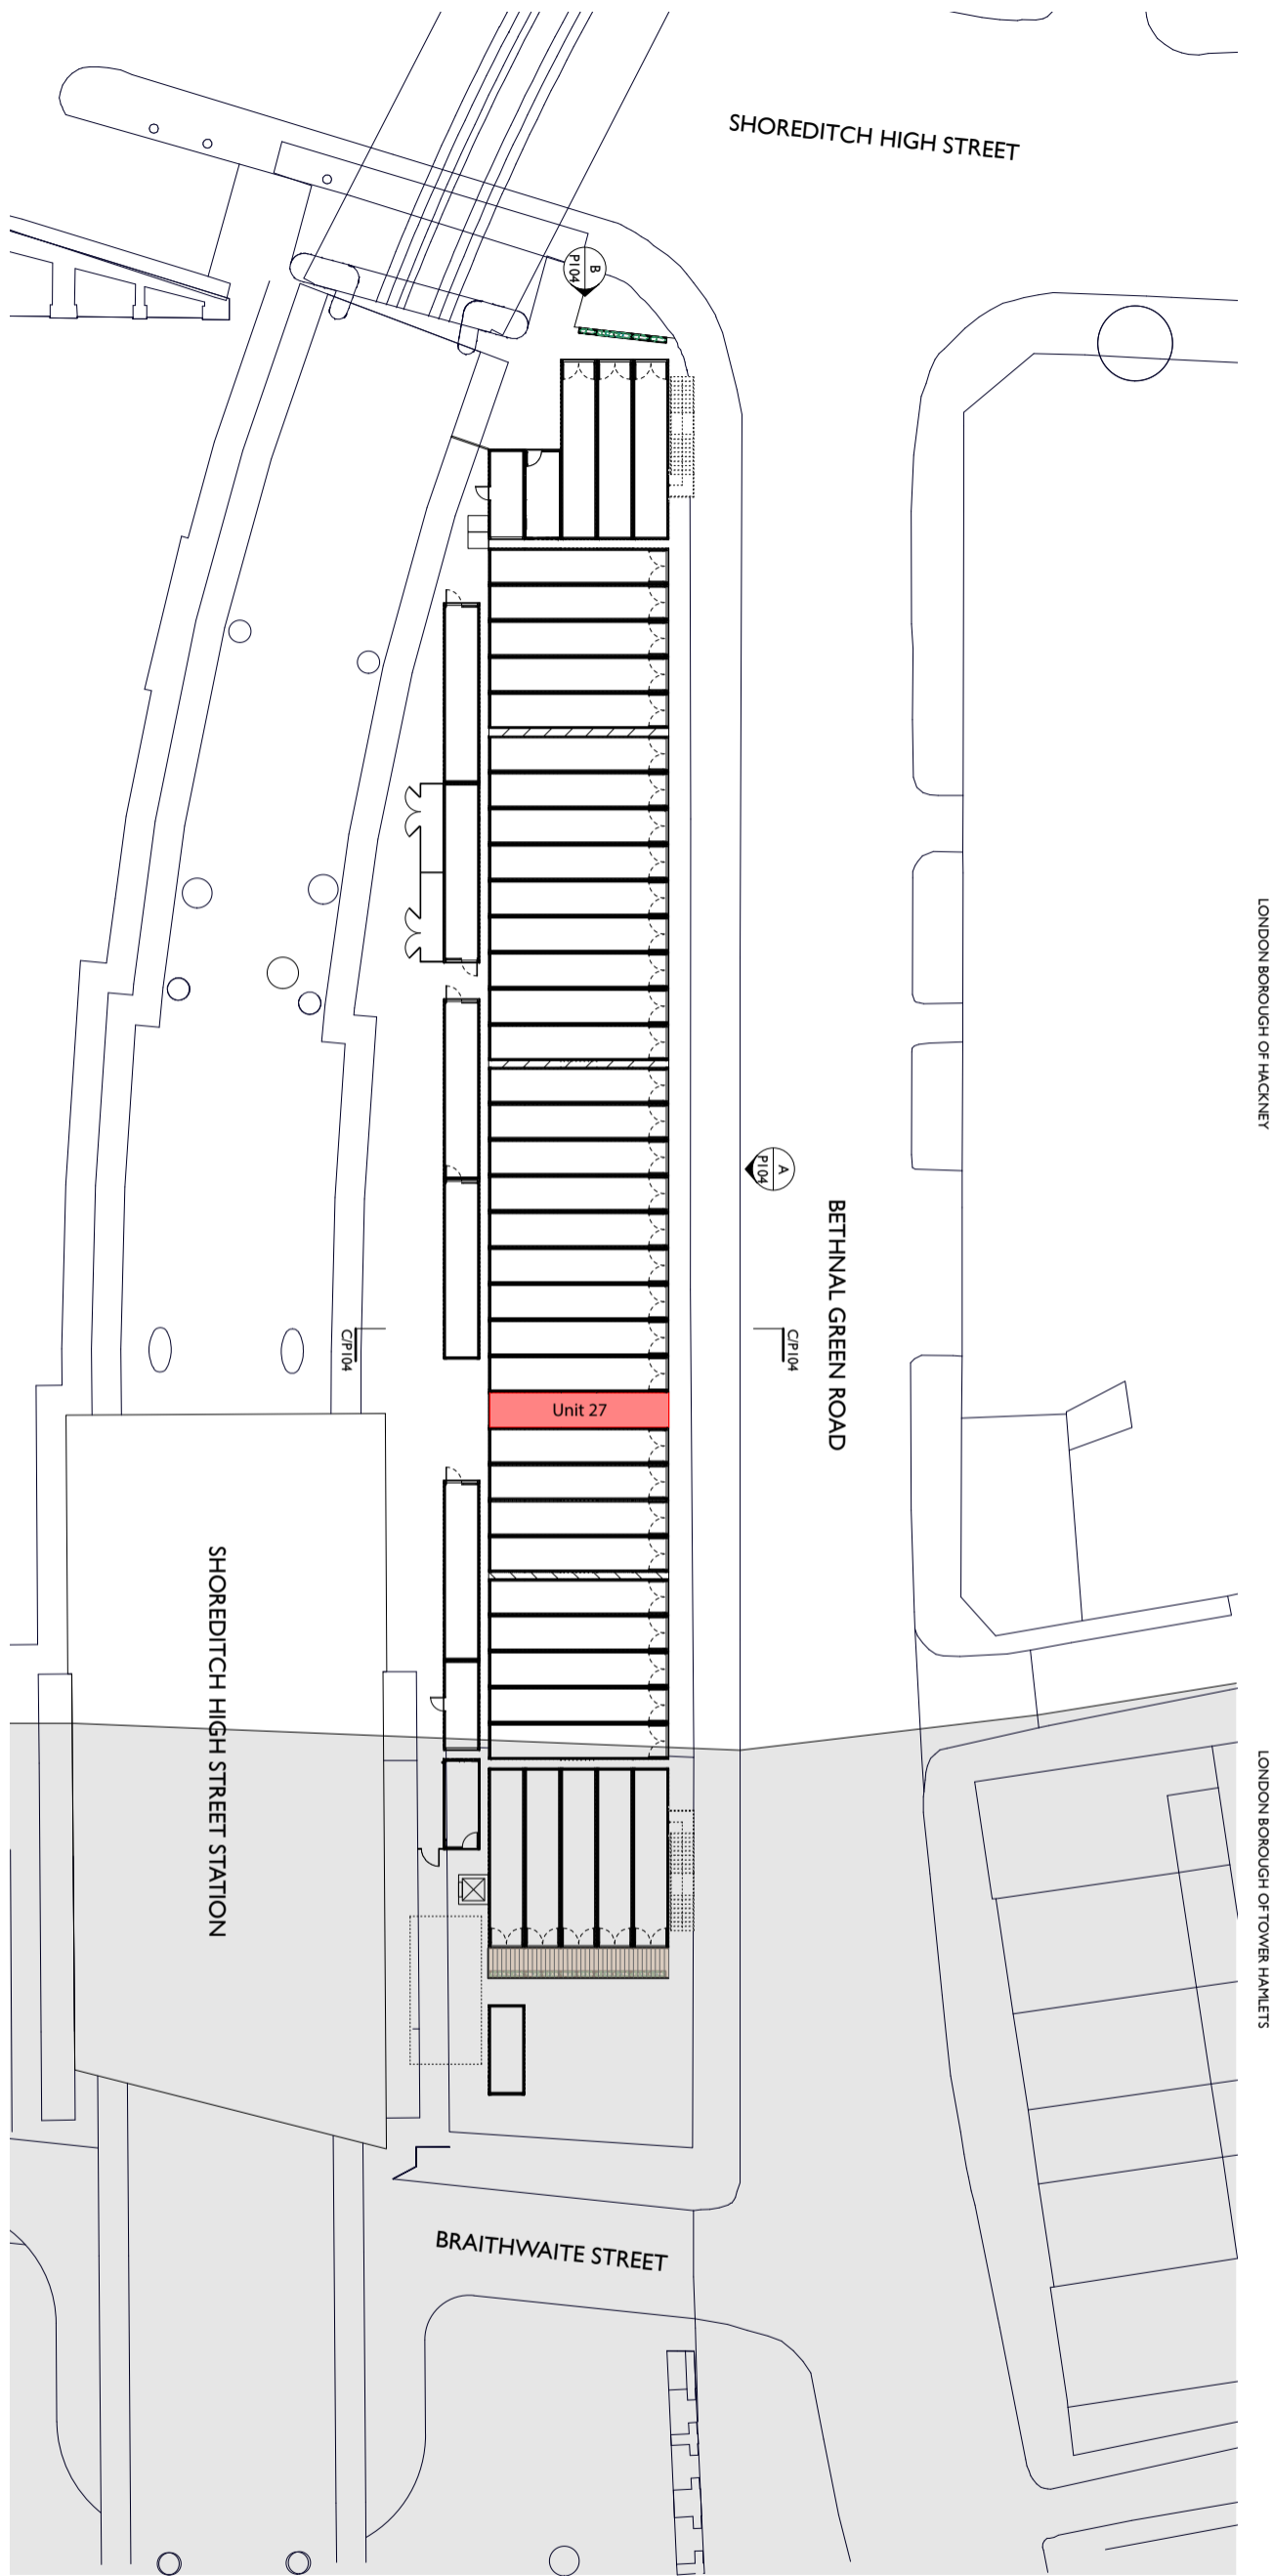 SHOREDITCH HIGH STREET
B
P104
LONDON BOROUGH OF HACKNEY
A
P104
BETHNAL GREEN ROAD
C/P104
C/P104
Unit 27
SHOREDITCH HIGH STREET STATION
LONDON BOROUGH OF TOWER HAMLETS
BRAITHWAITE STREET